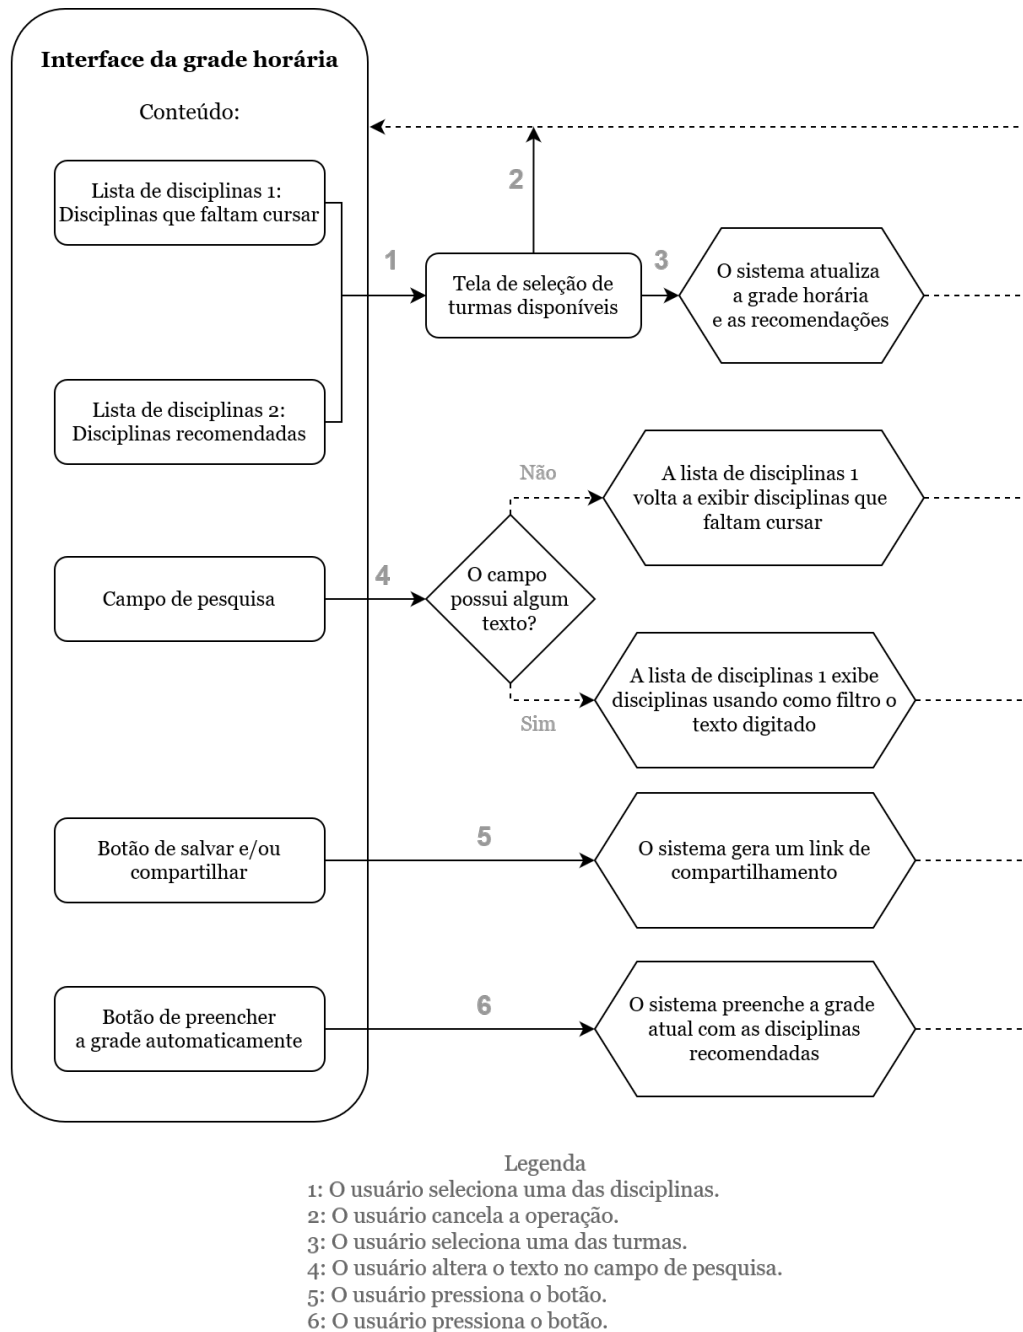 Interface da grade horária
Conteúdo:
Lista de disciplinas 1:
Disciplinas que faltam cursar
1
2
Tela de seleção de
turmas disponíveis
3
O sistema atualiza
a grade horária
e as recomendações
Lista de disciplinas 2:
Disciplinas recomendadas
Campo de pesquisa
4
O campo
possui algum
texto?
Não
A lista de disciplinas 1
volta a exibir disciplinas que
faltam cursar
Sim
A lista de disciplinas 1 exibe
disciplinas usando como filtro o
texto digitado
Botão de salvar e/ou
compartilhar
5
O sistema gera um link de
compartilhamento
Botão de preencher
a grade automaticamente
6
O sistema preenche a grade
atual com as disciplinas
recomendadas
Legenda
1: O usuário seleciona uma das disciplinas.
2: O usuário cancela a operação.
3: O usuário seleciona uma das turmas.
4: O usuário altera o texto no campo de pesquisa.
5: O usuário pressiona o botão.
6: O usuário pressiona o botão.